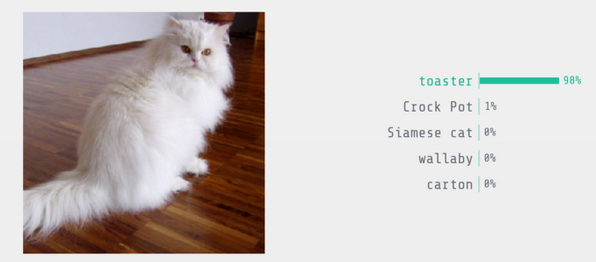 toaster 98%
Crock Pot 1%
Siamese cat 0%
wallaby 0%
carton 0%